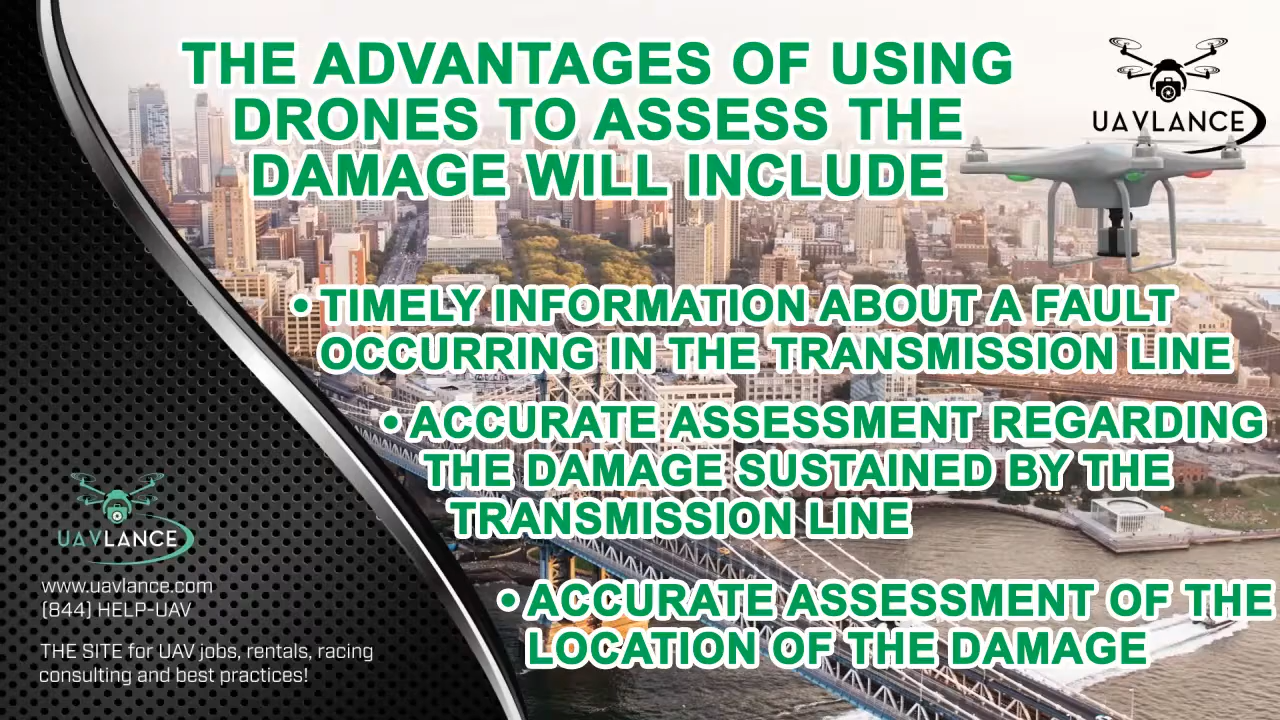 THE ADVANTAGES OF USING
DRONES TO ASSESS THE
DAMAGE WILL INCLUDE
UAVLANCE
• TIMELY INFORMATION ABOUT A FAULT
OCCURRING IN THE TRANSMISSION LINE
• ACCURATE ASSESSMENT REGARDING
THE DAMAGE SUSTAINED BY THE
TRANSMISSION LINE
• ACCURATE ASSESSMENT OF THE
LOCATION OF THE DAMAGE
UAVLANCE
www.uavlance.com
(844) HELP-UAV
THE SITE for UAV jobs, rentals, racing
consulting and best practices!